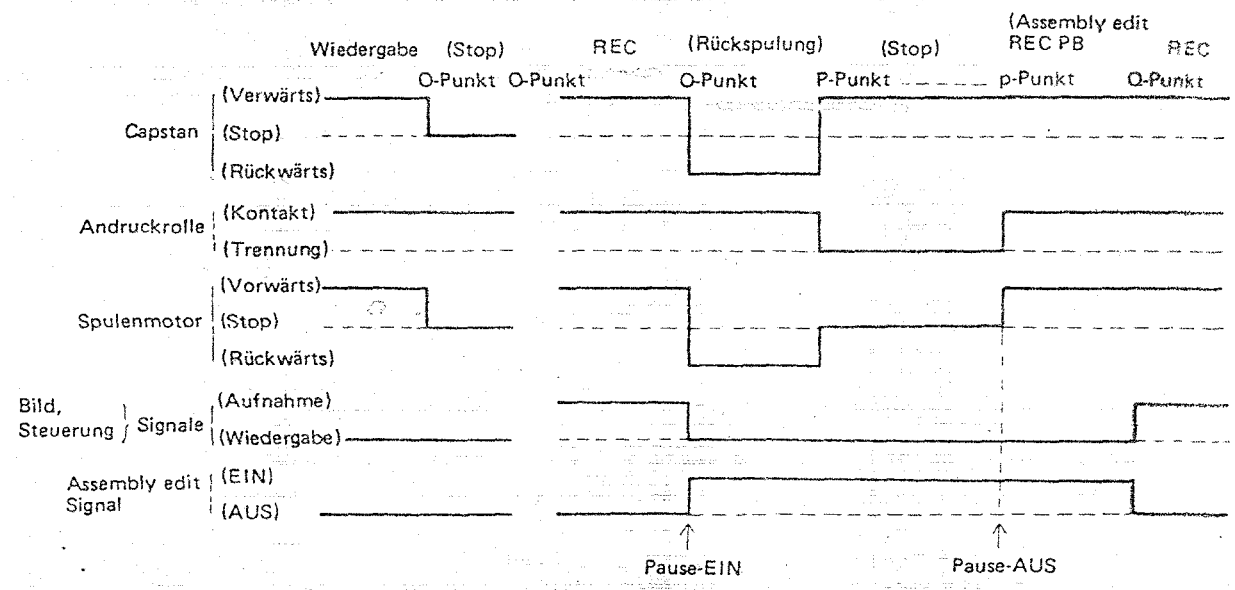 (Assembly edit
Wiedergabe (Stop) REC (Rückspulung) (Stop) REC PB REC
O-Punkt O-Punkt O-Punkt P-Punkt p-Punkt O-Punkt
Capstan (Verwärts)
(Stop)
(Rückwärts)
Andruckrolle (Kontakt)
(Trennung)
Spulenmotor (Vorwärts)
(Stop)
(Rückwärts)
Bild, Steuerung } Signale (Aufnahme)
(Wiedergabe)
Assembly edit Signal (EIN)
(AUS)
Pause-EIN Pause-AUS